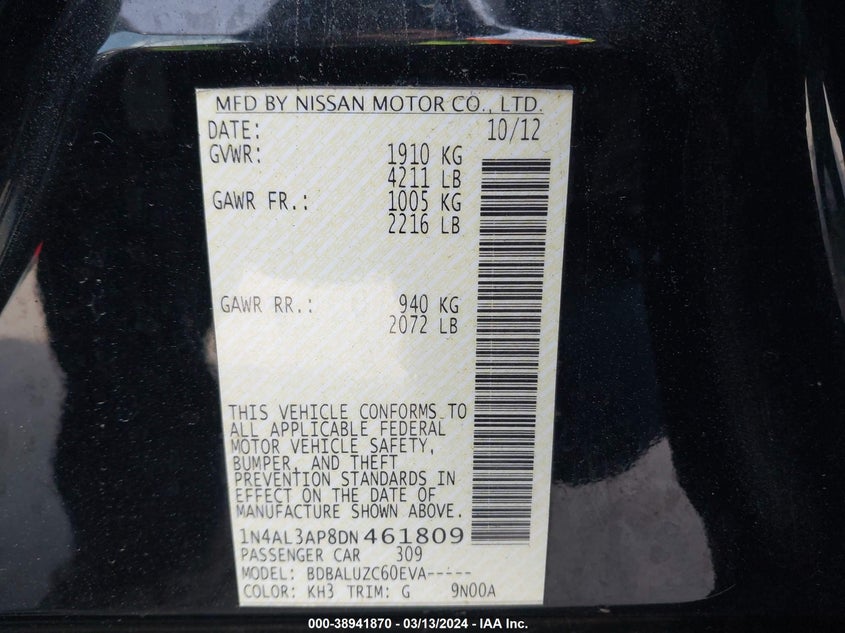 MFD BY NISSAN MOTOR CO., LTD.
DATE: 10/12
GVWR: 1910 KG
4211 LB
GAWR FR.: 1005 KG
2216 LB
GAWR RR.: 940 KG
2072 LB
THIS VEHICLE CONFORMS TO
ALL APPLICABLE FEDERAL
MOTOR VEHICLE SAFETY,
BUMPER, AND THEFT
PREVENTION STANDARDS IN
EFFECT ON THE DATE OF
MANUFACTURE SHOWN ABOVE.
1N4AL3AP8DN461809
PASSENGER CAR 309
MODEL: BDBALUZC60EVA-----
COLOR: KH3 TRIM: G 9N00A
000-38941870 - 03/13/2024 - IAA Inc.